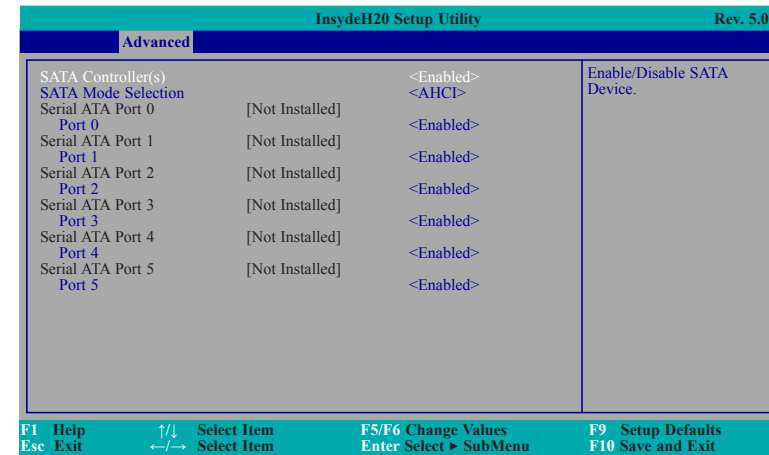 InsydeH20 Setup Utility Rev. 5.0
Advanced
SATA Controller(s) <Enabled> Enable/Disable SATA
SATA Mode Selection <AHCI> Device.
Serial ATA Port 0 [Not Installed]
Port 0 <Enabled>
Serial ATA Port 1 [Not Installed]
Port 1 <Enabled>
Serial ATA Port 2 [Not Installed]
Port 2 <Enabled>
Serial ATA Port 3 [Not Installed]
Port 3 <Enabled>
Serial ATA Port 4 [Not Installed]
Port 4 <Enabled>
Serial ATA Port 5 [Not Installed]
Port 5 <Enabled>
F1 Help ↑/↓ Select Item F5/F6 Change Values F9 Setup Defaults
Esc Exit ←/→ Select Item Enter Select ► SubMenu F10 Save and Exit